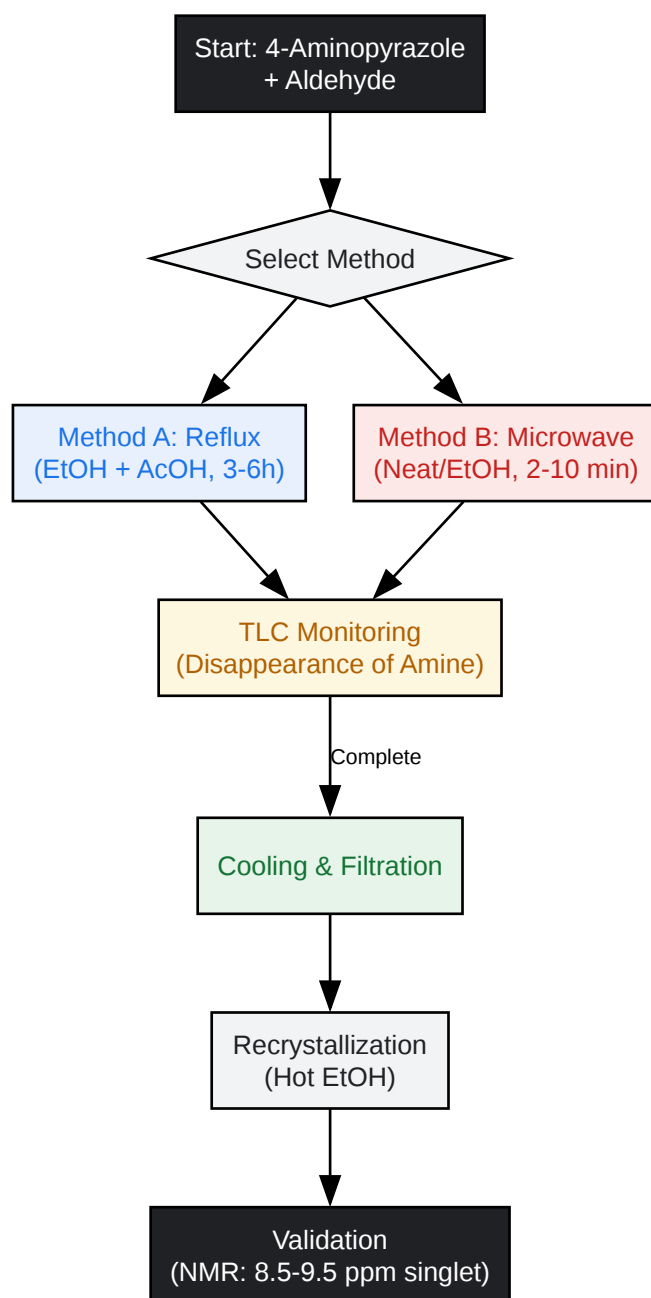 Start: 4-Aminopyrazole
+ Aldehyde
Select Method
Method A: Reflux
(EtOH + AcOH, 3-6h)
Method B: Microwave
(Neat/EtOH, 2-10 min)
TLC Monitoring
(Disappearance of Amine)
Complete
Cooling & Filtration
Recrystallization
(Hot EtOH)
Validation
(NMR: 8.5-9.5 ppm singlet)